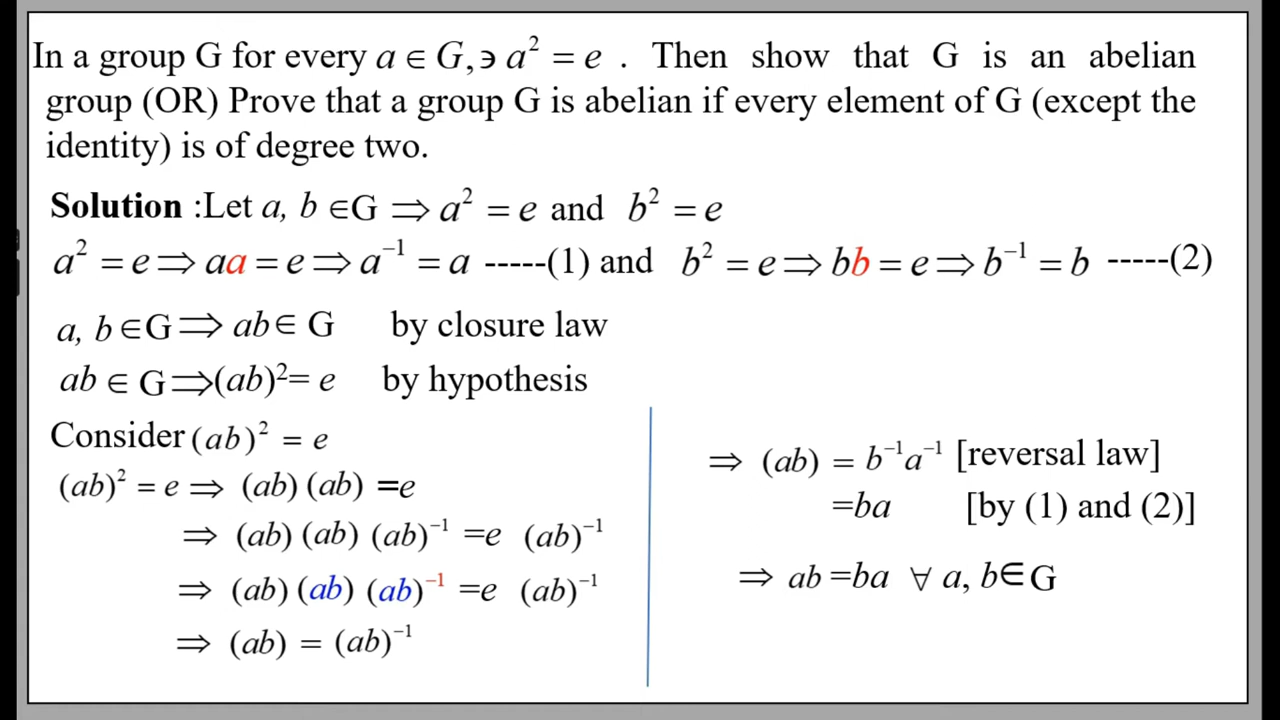 In a group G for every a ∈ G, ∍ a² = e . Then show that G is an abelian
group (OR) Prove that a group G is abelian if every element of G (except the
identity) is of degree two.
Solution :Let a, b ∈G ⇒ a² = e and b² = e
a² = e ⇒ aa = e ⇒ a⁻¹ = a -----(1) and b² = e ⇒ bb = e ⇒ b⁻¹ = b -----(2)
a, b ∈G ⇒ ab ∈ G by closure law
ab ∈ G ⇒(ab)²= e by hypothesis
Consider (ab)² = e
(ab)² = e ⇒ (ab) (ab) =e
⇒ (ab) (ab) (ab)⁻¹ =e (ab)⁻¹
⇒ (ab) (ab) (ab)⁻¹ =e (ab)⁻¹
⇒ (ab) = (ab)⁻¹
⇒ (ab) = b⁻¹a⁻¹ [reversal law]
=ba [by (1) and (2)]
⇒ ab =ba ∀ a, b∈G